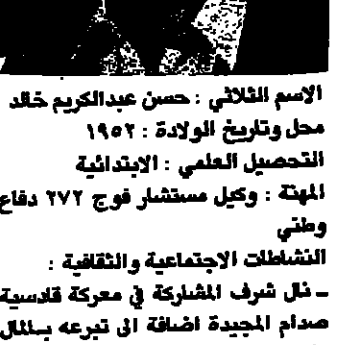 الاسم الثلاثي : حسن عبدالكريم خالد
محل وتاريخ الولادة : ١٩٥٢
التحصيل العلمي : الابتدائية
المهنة : وكيل مستشار فوج ٢٧٢ دفاع
وطني
النشاطات الاجتماعية والثقافية :
ـ نال شرف المشاركة في معركة قادسية
صدام المجيدة اضافة الى تبرعه بالمال